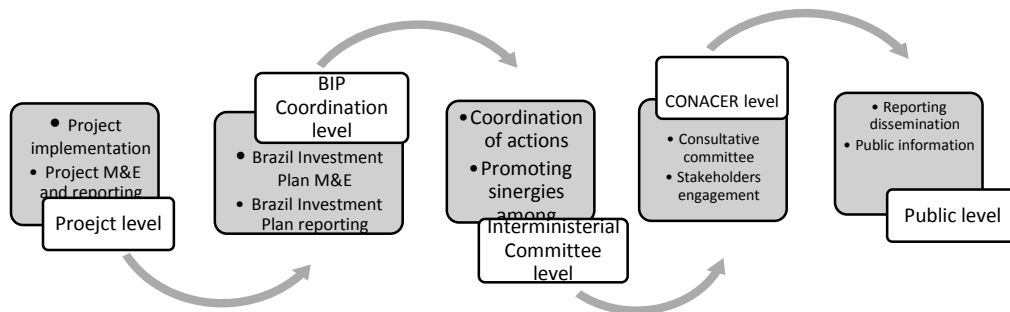 • Project
implementation
• Project M&E
and reporting
Proejct level
BIP
Coordination
level
• Brazil Investment
Plan M&E
• Brazil Investment
Plan reporting
• Coordination
of actions
• Promoting
sinergies among
Interministerial
Committee
level
CONACER level
• Consultative
committee
• Stakeholders
engagement
• Reporting
dissemination
• Public information
Public level